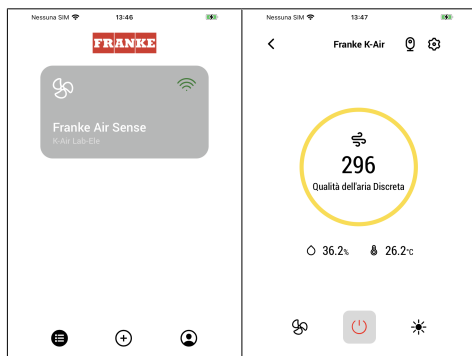 Nessuna SIM 13:46
FRANKE
Franke Air Sense
K-Air Lab-Ele
Nessuna SIM 13:47
Franke K-Air
296
Qualità dell'aria Discreta
36.2% 26.2°C